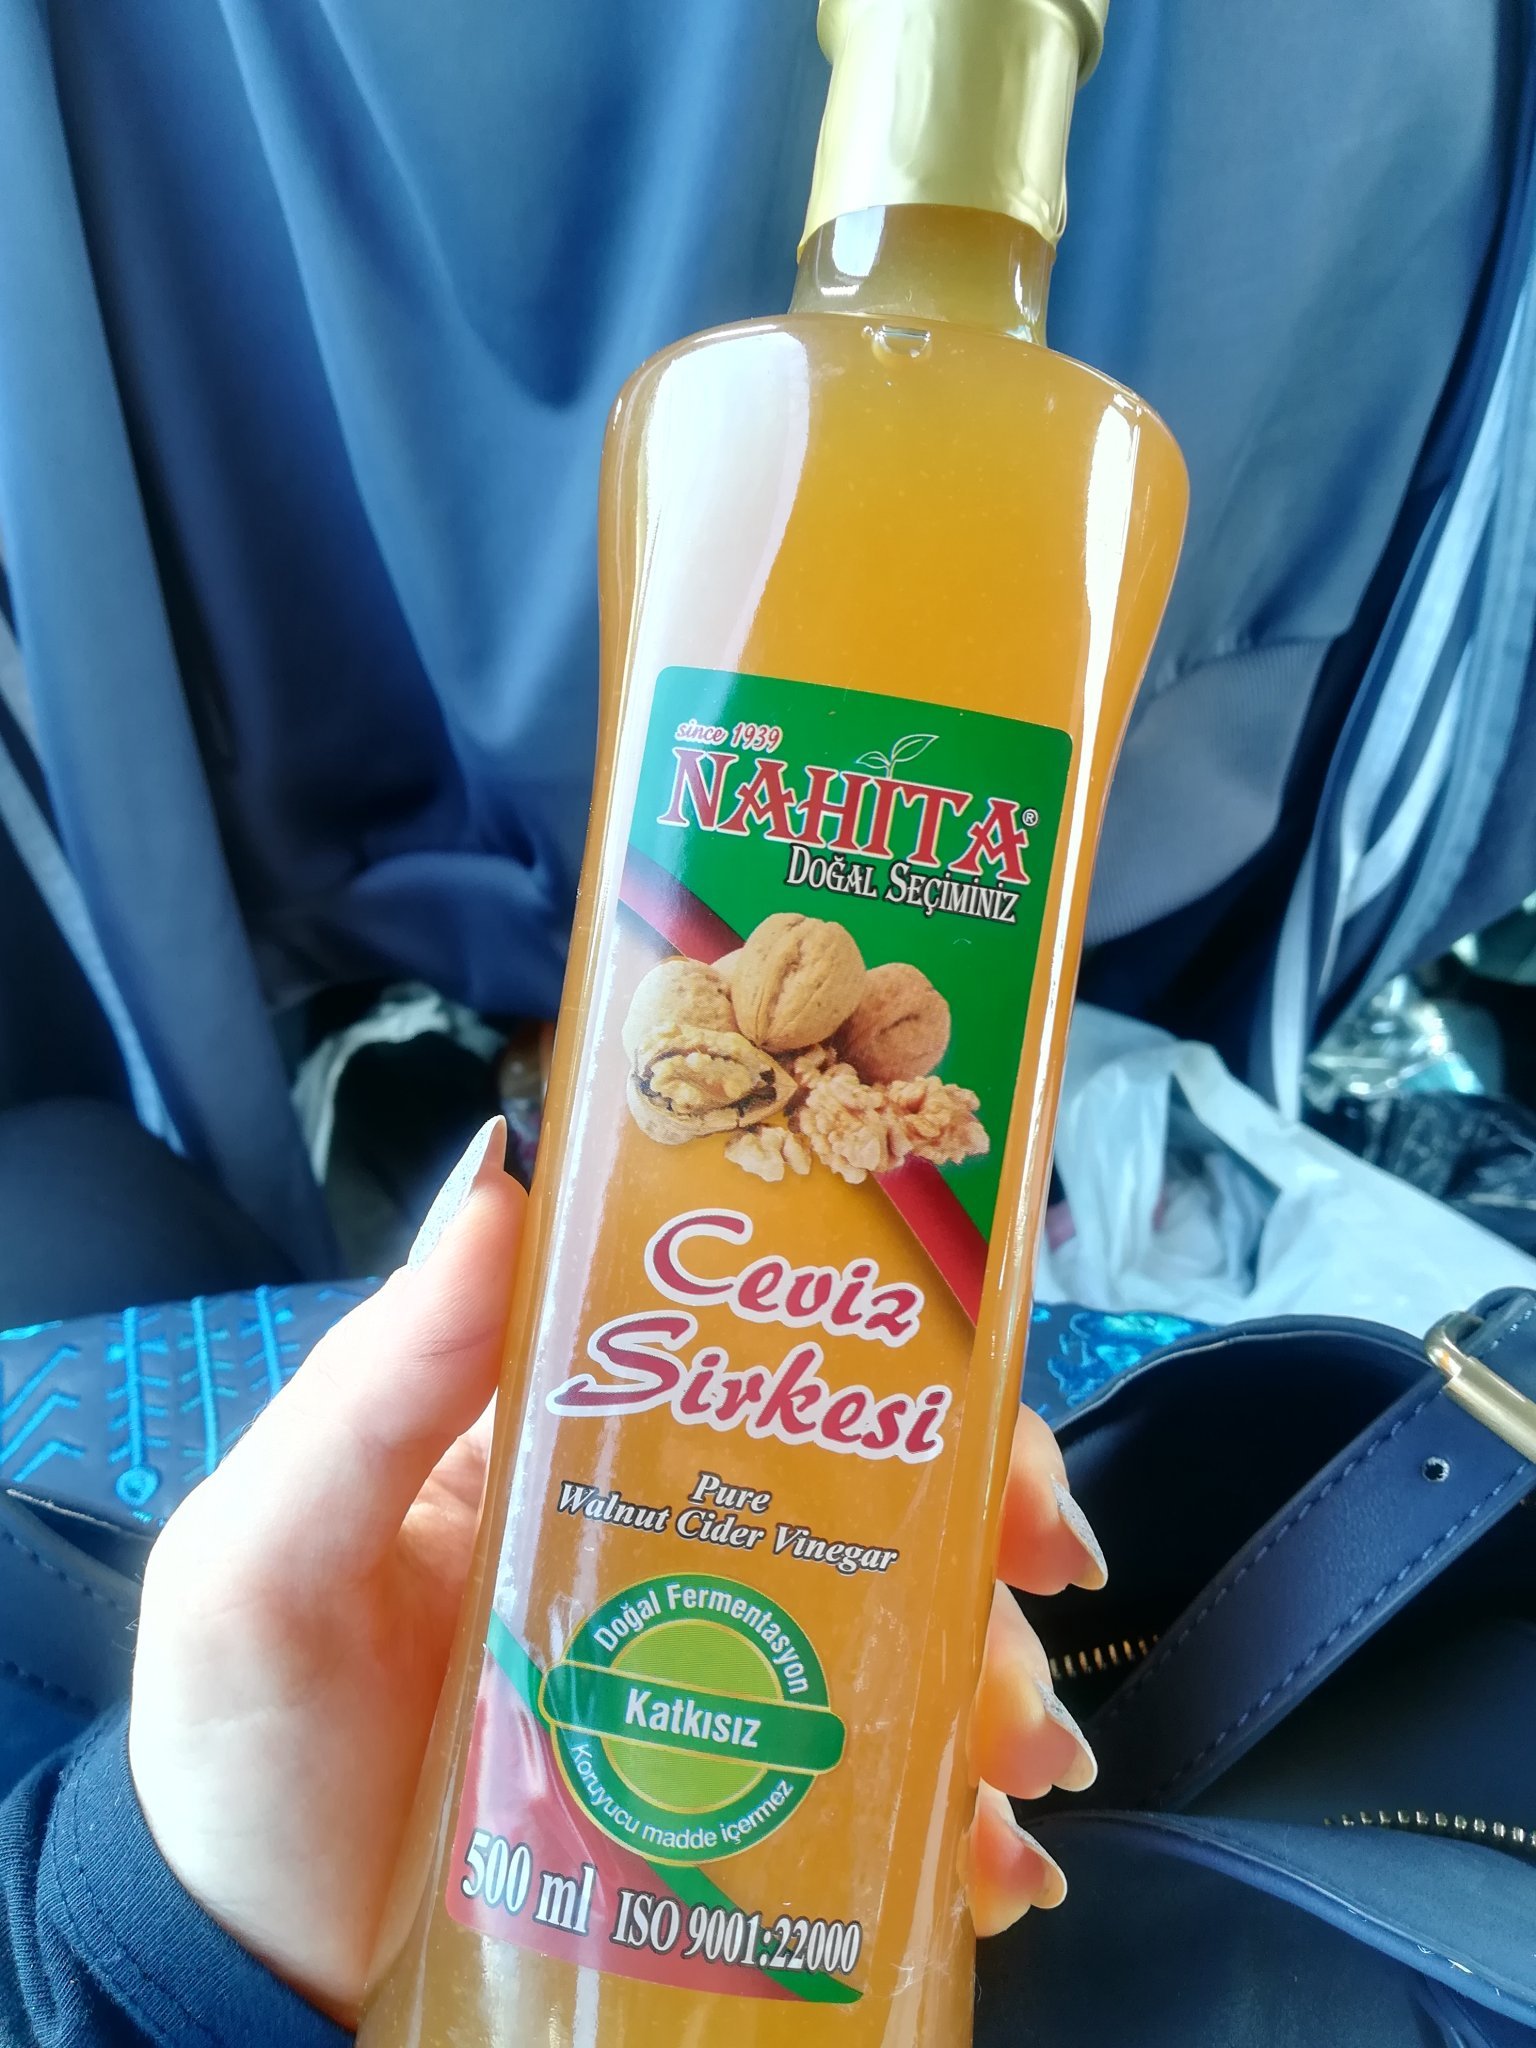 since 1939
NAHITA®
DOĞAL SEÇİMİNİZ
Ceviz
Sirkesi
Pure
Walnut Cider Vinegar
Doğal Fermentasyon
Katkısız
Koruyucu madde içermez
500 ml ISO 9001:22000